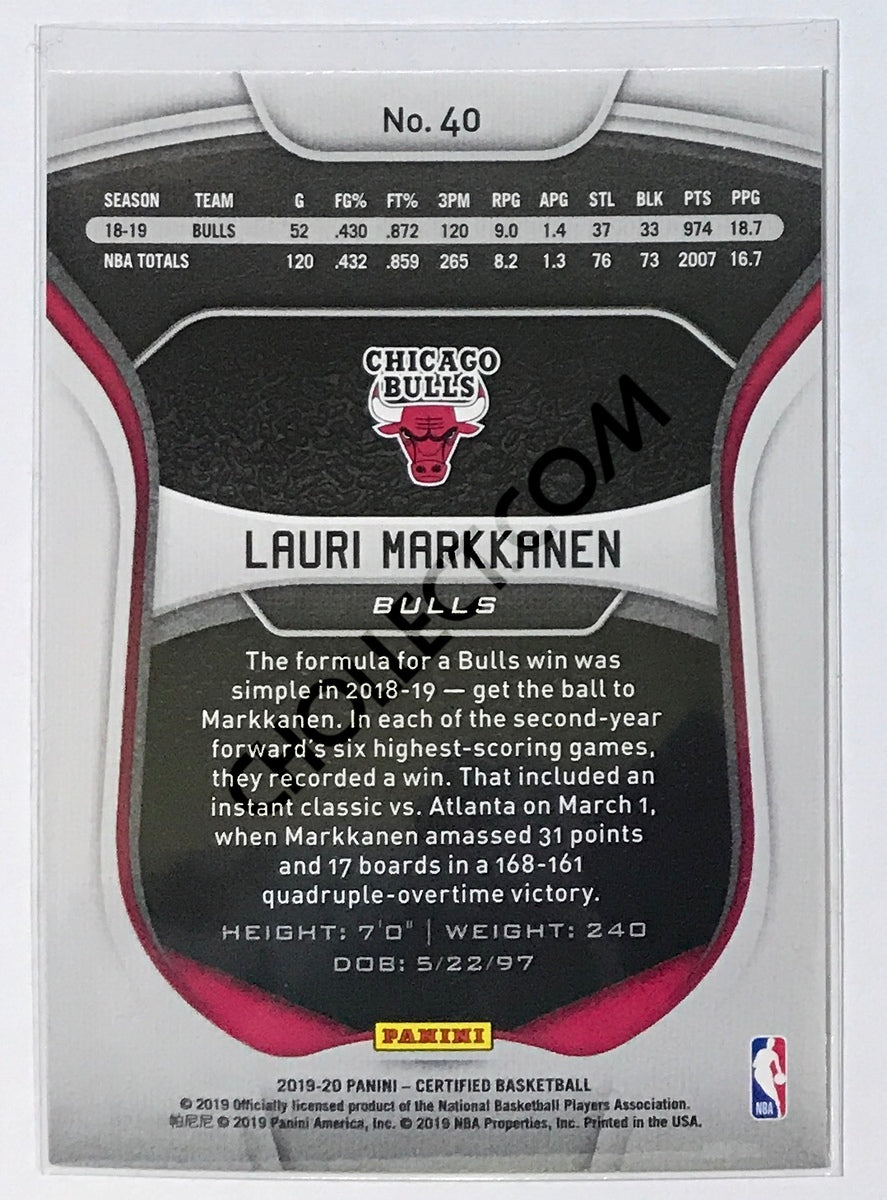 No. 40
SEASON TEAM G FG% FT% 3PM RPG APG STL BLK PTS PPG
18-19 BULLS 52 .430 .872 120 9.0 1.4 37 33 974 18.7
NBA TOTALS 120 .432 .859 265 8.2 1.3 76 73 2007 16.7
CHICAGO
BULLS
LAURI MARKKANEN
BULLS
The formula for a Bulls win was
simple in 2018-19 — get the ball to
Markkanen. In each of the second-year
forward's six highest-scoring games,
they recorded a win. That included an
instant classic vs. Atlanta on March 1,
when Markkanen amassed 31 points
and 17 boards in a 168-161
quadruple-overtime victory.
HEIGHT: 7'0" | WEIGHT: 240
DOB: 5/22/97
PANINI
2019-20 PANINI – CERTIFIED BASKETBALL
© 2019 Officially licensed product of the National Basketball Players Association.
帕尼尼 © 2019 Panini America, Inc. © 2019 NBA Properties, Inc. Printed in the USA.
NBA
CHOLLECTS.COM